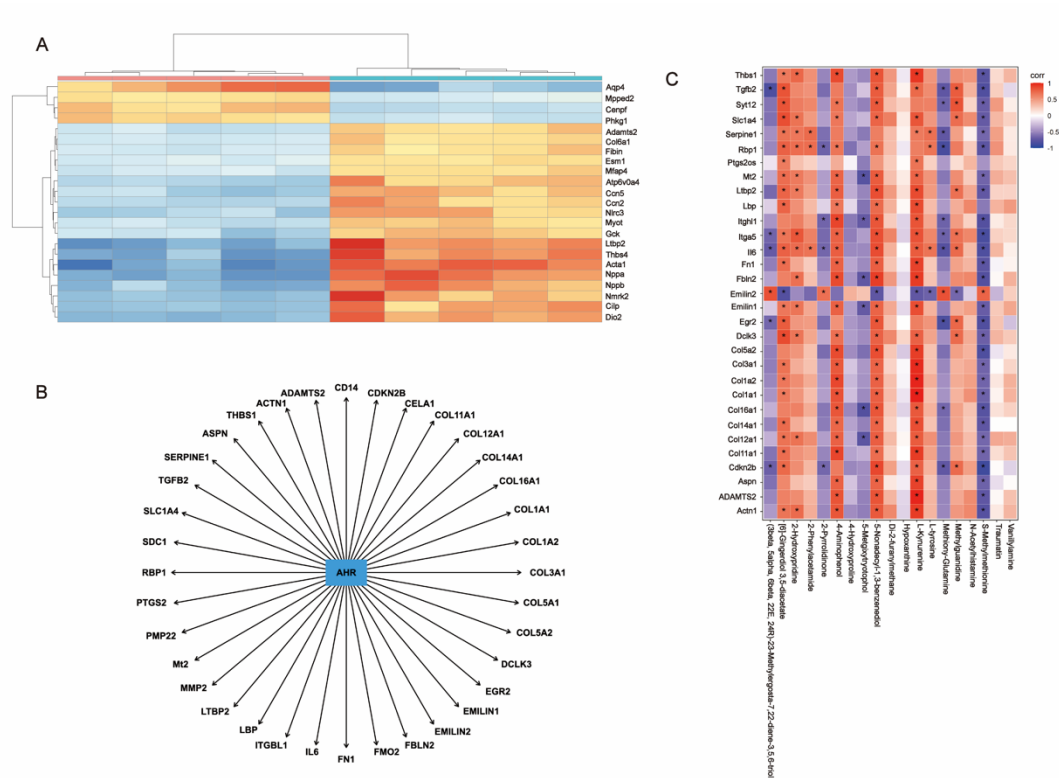 A
Aqp4
Mpped2
Cenpf
Phkg1
Adamts2
Col6a1
Fibin
Esm1
Mfap4
Atp6v0a4
Ccn5
Ccn2
Nlrc3
Myot
Gck
Ltbp2
Thbs4
Acta1
Nppa
Nppb
Nmrk2
Cilp
Dio2
B
CD14
CDKN2B
CELA1
COL11A1
COL12A1
COL14A1
COL16A1
COL1A1
COL1A2
COL3A1
COL5A1
COL5A2
DCLK3
EGR2
EMILIN1
EMILIN2
FBLN2
FMO2
FN1
IL6
ITGBL1
LBP
LTBP2
MMP2
Mt2
PMP22
PTGS2
RBP1
SDC1
SLC1A4
TGFB2
SERPINE1
ASPN
THBS1
ACTN1
ADAMTS2
AHR
C
Thbs1
Tgfb2
Syt12
Slc1a4
Serpine1
Rbp1
Ptgs2os
Mt2
Ltbp2
Lbp
Itghl1
Itga5
Il6
Fn1
Fbln2
Emilin2
Emilin1
Egr2
Dclk3
Col5a2
Col3a1
Col1a2
Col1a1
Col16a1
Col14a1
Col12a1
Col11a1
Cdkn2b
Aspn
ADAMTS2
Actn1
(3beta, 5alpha, 6beta, 22E, 24R)-23-Methylergosta-7,22-diene-3,5,6-triol
[6]-Gingerdiol 3,5-diacetate
2-Hydroxypridine
2-Phenylacetamide
2-Pyrrolidinone
4-Aminophenol
4-Hydroxyproline
5-Metgoxytryotophol
5-Nonadecyl-1,3-benzenediol
Di-2-furanylmethane
Hypoxanthine
L-Kynurenine
L-tyrosine
Methiony-Glutamine
Methylguanidine
N-Acetylhistamine
S-Methylmethionine
Traumatin
Vanillylamine
corr
1
0.5
0
-0.5
-1